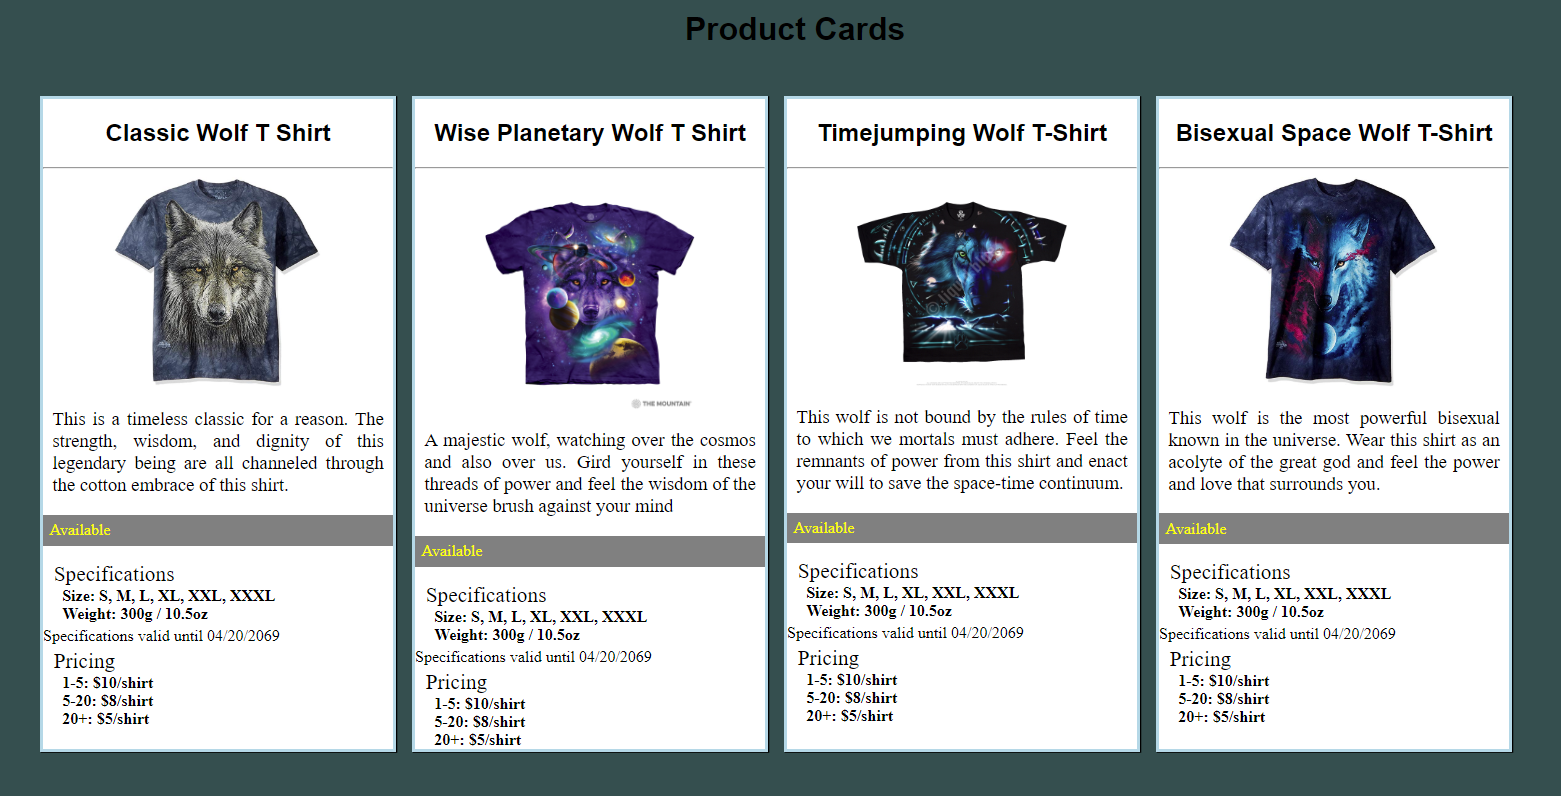 Product Cards
Classic Wolf T Shirt
This is a timeless classic for a reason. The
strength, wisdom, and dignity of this
legendary being are all channeled through
the cotton embrace of this shirt.
Available
Specifications
Size: S, M, L, XL, XXL, XXXL
Weight: 300g / 10.5oz
Specifications valid until 04/20/2069
Pricing
1-5: $10/shirt
5-20: $8/shirt
20+: $5/shirt
Wise Planetary Wolf T Shirt
THE MOUNTAIN
A majestic wolf, watching over the cosmos
and also over us. Gird yourself in these
threads of power and feel the wisdom of the
universe brush against your mind
Available
Specifications
Size: S, M, L, XL, XXL, XXXL
Weight: 300g / 10.5oz
Specifications valid until 04/20/2069
Pricing
1-5: $10/shirt
5-20: $8/shirt
20+: $5/shirt
Timejumping Wolf T-Shirt
This wolf is not bound by the rules of time
to which we mortals must adhere. Feel the
remnants of power from this shirt and enact
your will to save the space-time continuum.
Available
Specifications
Size: S, M, L, XL, XXL, XXXL
Weight: 300g / 10.5oz
Specifications valid until 04/20/2069
Pricing
1-5: $10/shirt
5-20: $8/shirt
20+: $5/shirt
Bisexual Space Wolf T-Shirt
This wolf is the most powerful bisexual
known in the universe. Wear this shirt as an
acolyte of the great god and feel the power
and love that surrounds you.
Available
Specifications
Size: S, M, L, XL, XXL, XXXL
Weight: 300g / 10.5oz
Specifications valid until 04/20/2069
Pricing
1-5: $10/shirt
5-20: $8/shirt
20+: $5/shirt